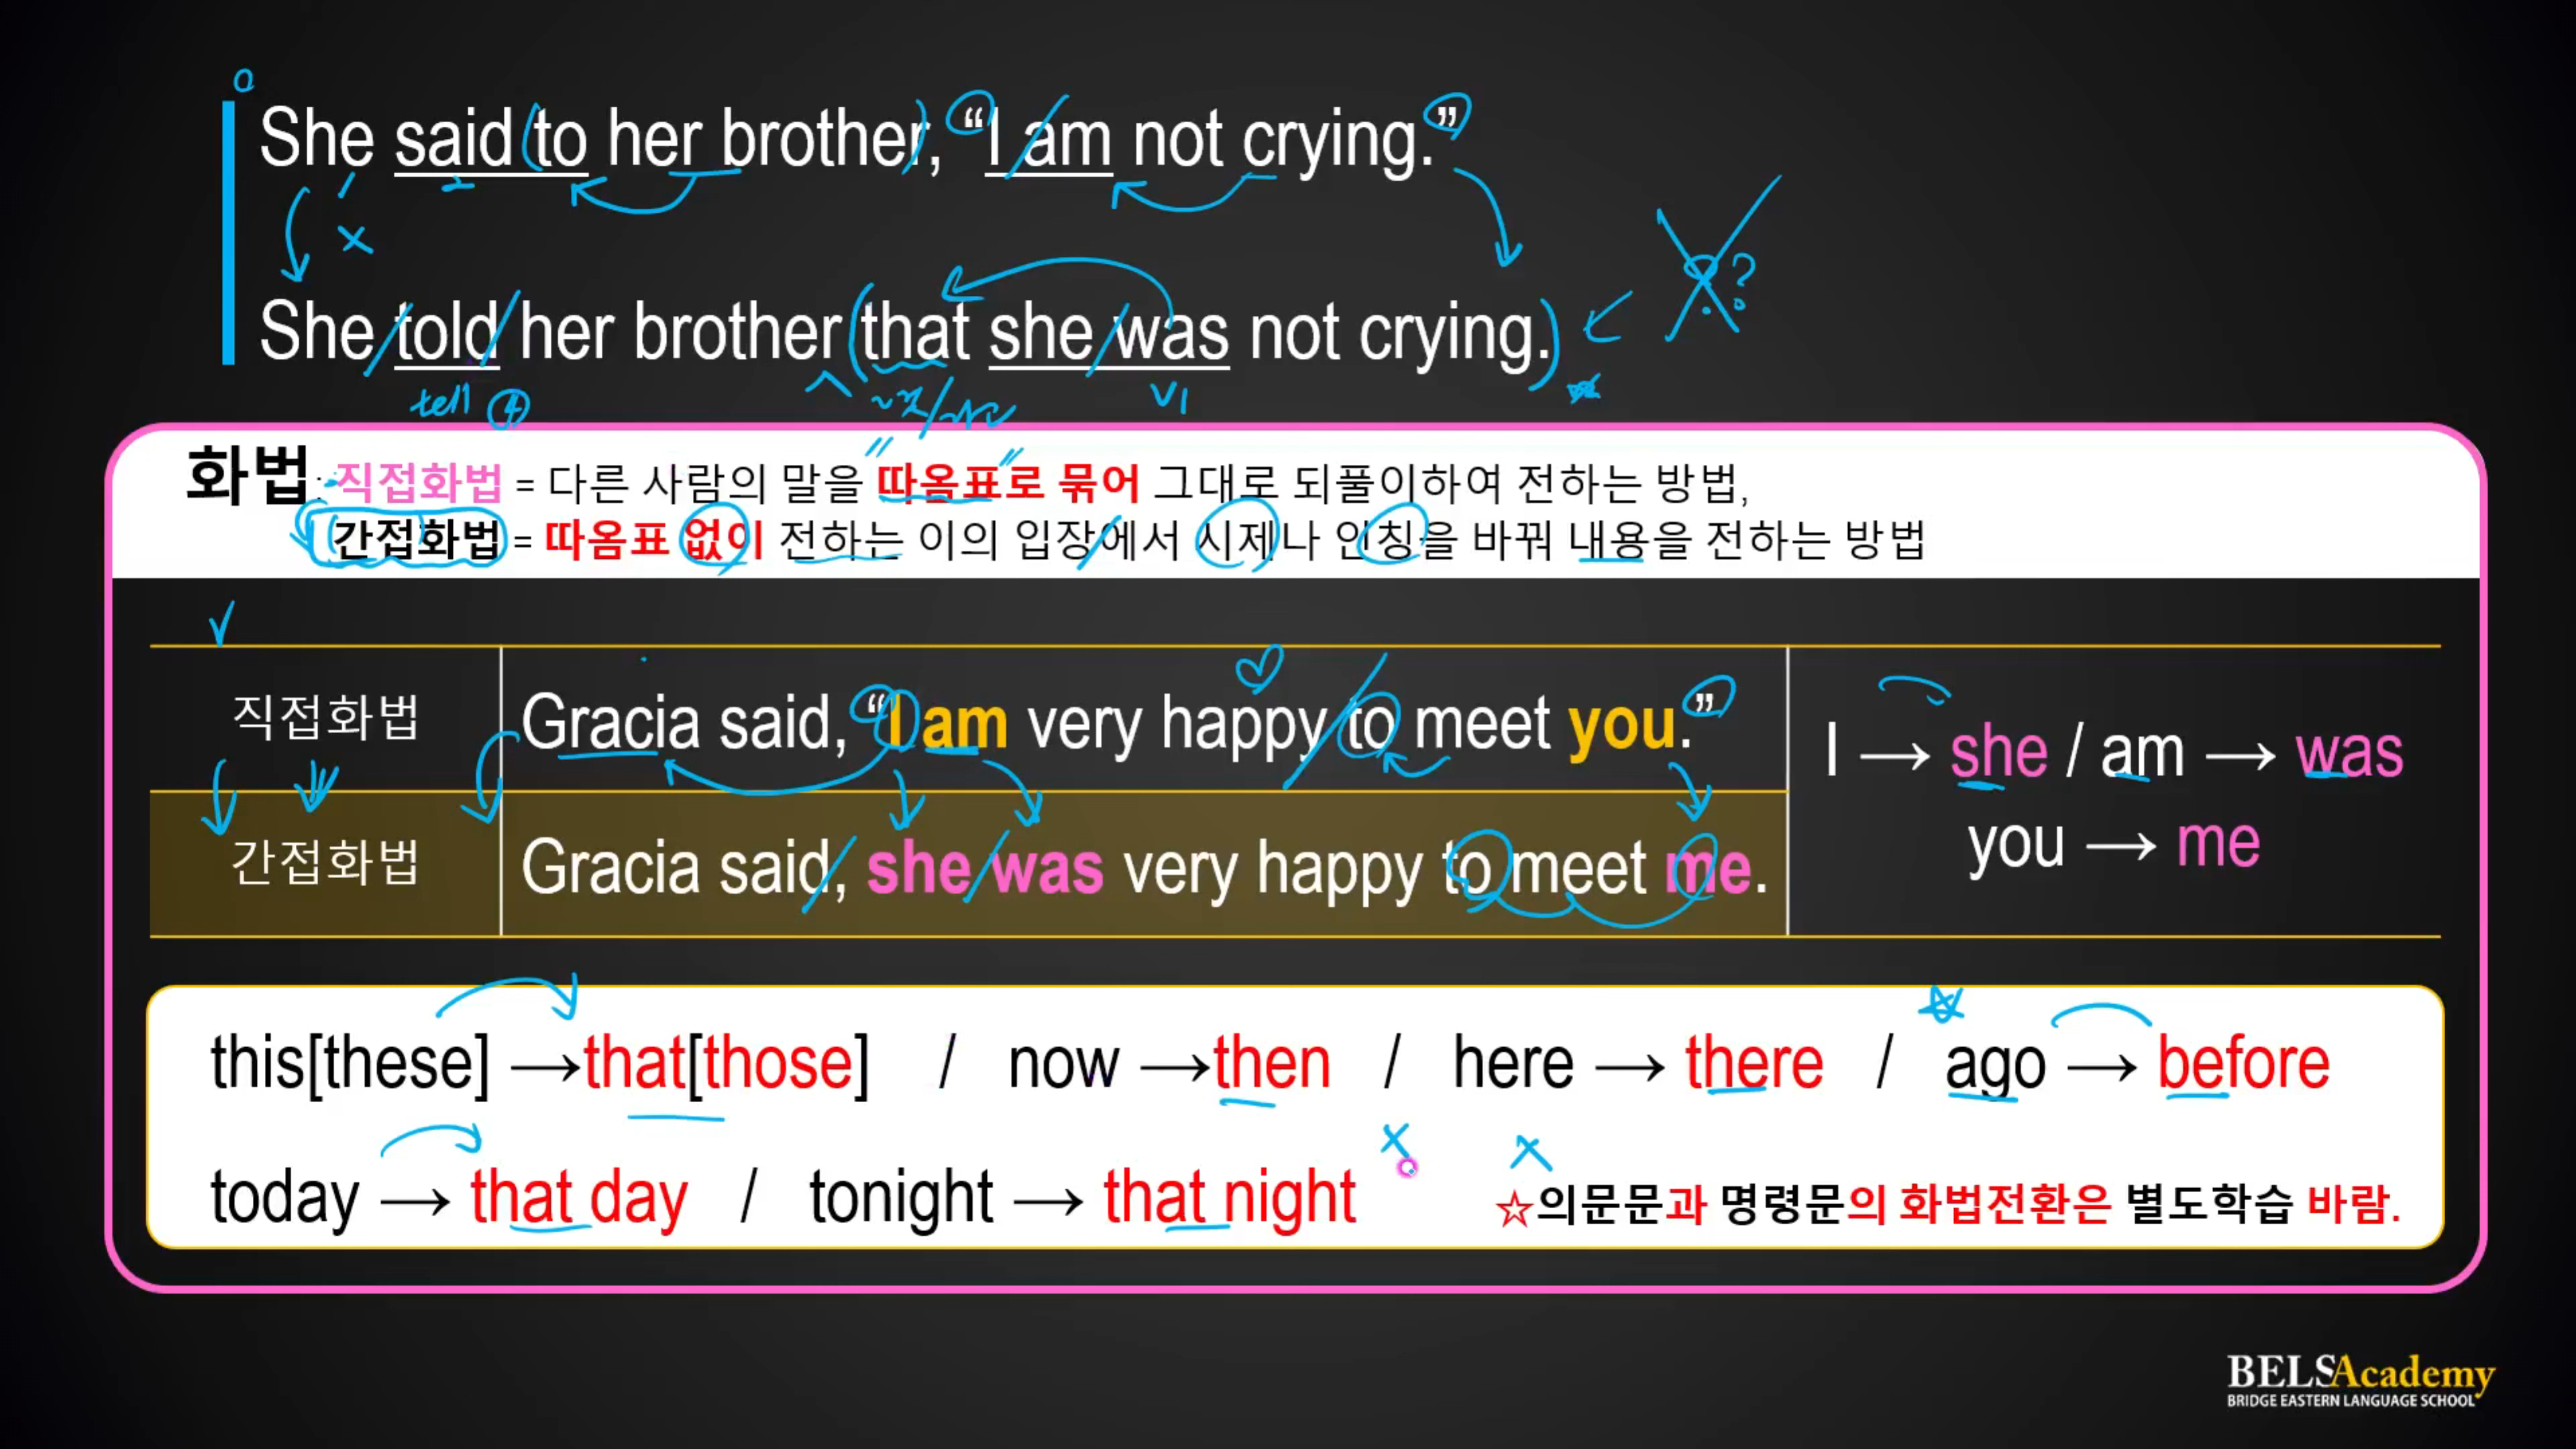 She said to her brother, “I am not crying.”
She told her brother that she was not crying.
tell ④
화법: 직접화법 = 다른 사람의 말을 따옴표로 묶어 그대로 되풀이하여 전하는 방법,
간접화법 = 따옴표 없이 전하는 이의 입장에서 시제나 인칭을 바꿔 내용을 전하는 방법
직접화법 Gracia said, “I am very happy to meet you.”
간접화법 Gracia said, she was very happy to meet me.
I → she / am → was
you → me
this[these] →that[those] / now →then / here → there / ago → before
today → that day / tonight → that night
☆의문문과 명령문의 화법전환은 별도학습 바람.
BELSAcademy
BRIDGE EASTERN LANGUAGE SCHOOL